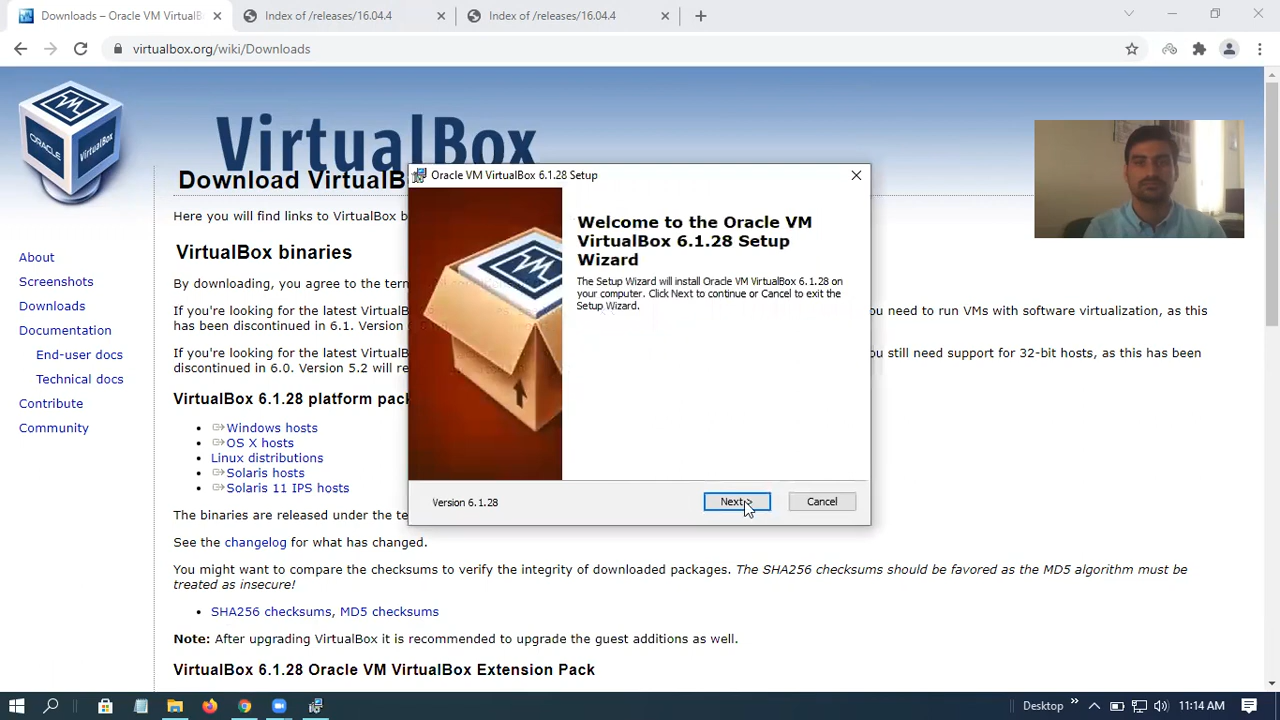 Downloads – Oracle VM VirtualB
Index of /releases/16.04.4
Index of /releases/16.04.4
virtualbox.org/wiki/Downloads
ORACLE
VirtualBox
VirtualBox
Download VirtualB
Here you will find links to VirtualBox b
About
Screenshots
Downloads
Documentation
End-user docs
Technical docs
Contribute
Community
VirtualBox binaries
By downloading, you agree to the ter
If you're looking for the latest VirtualB
ou need to run VMs with software virtualization, as this
has been discontinued in 6.1. Version
If you're looking for the latest VirtualB
ou still need support for 32-bit hosts, as this has been
discontinued in 6.0. Version 5.2 will re
VirtualBox 6.1.28 platform pac
Windows hosts
OS X hosts
Linux distributions
Solaris hosts
Solaris 11 IPS hosts
The binaries are released under the te
See the changelog for what has changed.
You might want to compare the checksums to verify the integrity of downloaded packages. The SHA256 checksums should be favored as the MD5 algorithm must be
treated as insecure!
SHA256 checksums, MD5 checksums
Note: After upgrading VirtualBox it is recommended to upgrade the guest additions as well.
VirtualBox 6.1.28 Oracle VM VirtualBox Extension Pack
Oracle VM VirtualBox 6.1.28 Setup
Welcome to the Oracle VM
VirtualBox 6.1.28 Setup
Wizard
The Setup Wizard will install Oracle VM VirtualBox 6.1.28 on
your computer. Click Next to continue or Cancel to exit the
Setup Wizard.
Version 6.1.28
Next >
Cancel
Desktop
11:14 AM